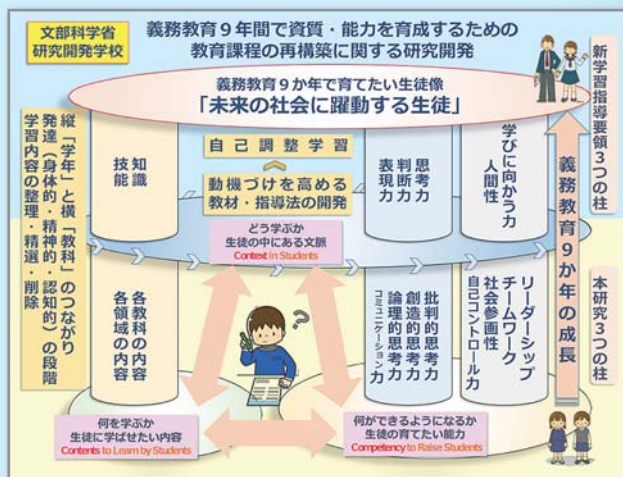 文部科学省
研究開発学校
義務教育9年間で資質・能力を育成するための
教育課程の再構築に関する研究開発
義務教育9か年で育てたい生徒像
「未来の社会に躍動する生徒」
新学習指導要領3つの柱
本研究3つの柱
義務教育9か年の成長
縦「学年」と横「教科」のつながり
発達(身体的・精神的・認知的)の段階
学習内容の整理・精選・削除
知識
技能
自己調整学習
動機づけを高める
教材・指導法の開発
思考力
判断力
表現力
学びに向かう力
人間性
どう学ぶか
生徒の中にある文脈
Context in Students
各教科の内容
各領域の内容
批判的思考力
創造的思考力
論理的思考力
コミュニケーション力
リーダーシップ
チームワーク
社会参画性
自己コントロール力
何を学ぶか
生徒に学ばせたい内容
Contents to Learn by Students
何ができるようになるか
生徒の育てたい能力
Competency to Raise Students